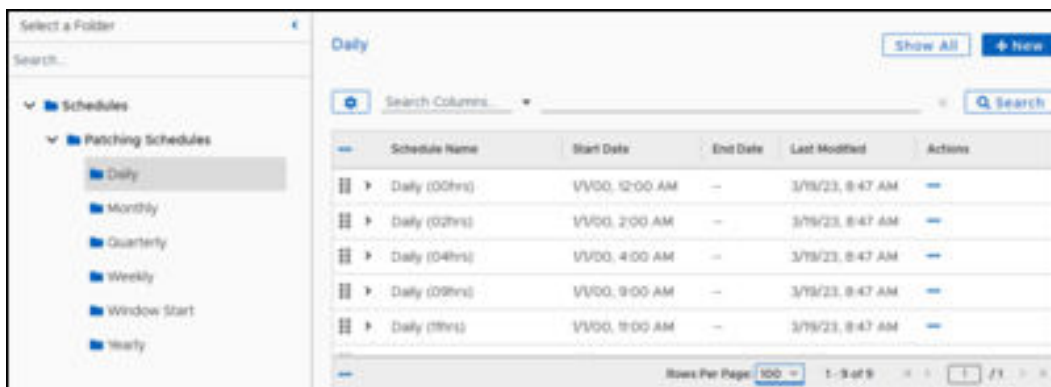 Select a Folder
Search...
Schedules
Patching Schedules
Daily
Monthly
Quarterly
Weekly
Window Start
Yearly
Daily
Show All
+ New
Search Columns...
Search
Schedule Name Start Date End Date Last Modified Actions
Daily (00hrs) 1/1/00, 12:00 AM -- 3/19/23, 8:47 AM
Daily (02hrs) 1/1/00, 2:00 AM -- 3/19/23, 8:47 AM
Daily (04hrs) 1/1/00, 4:00 AM -- 3/19/23, 8:47 AM
Daily (09hrs) 1/1/00, 9:00 AM -- 3/19/23, 8:47 AM
Daily (11hrs) 1/1/00, 11:00 AM -- 3/19/23, 8:47 AM
Rows Per Page: 100 1 - 9 of 9 1 / 1